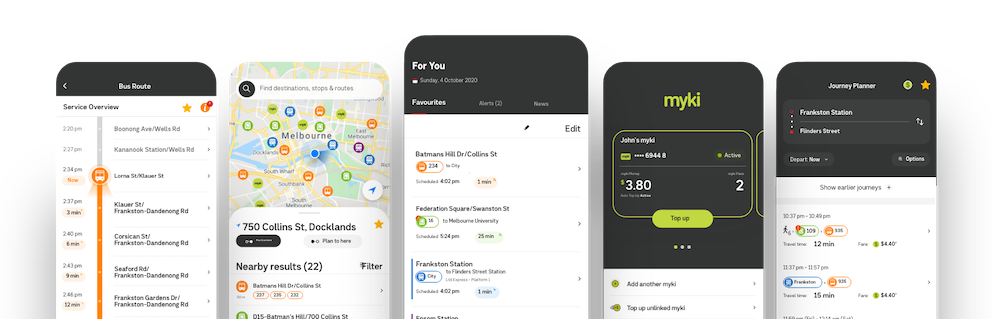 Bus Route
Service Overview
2:20 pm
Boonong Ave/Wells Rd
2:27 pm
Kananook Station/Wells Rd
2:34 pm
Now
Lorna St/Klauer St
2:37 pm
3 min
Klauer St/
Frankston-Dandenong Rd
2:40 pm
6 min
Corsican St/
Frankston-Dandenong Rd
2:43 pm
9 min
Seaford Rd/
Frankston-Dandenong Rd
2:46 pm
12 min
Frankston Gardens Dr/
Frankston-Dandenong Rd
Find destinations, stops & routes
Melbourne
East
Melbourne
Docklands
South Wharf
Southbank
750 Collins St, Docklands
Plan to here
Nearby results (22)
Filter
Batmans Hill Dr/Collins St
237
235
232
D15-Batman's Hill/700 Collins St
For You
Sunday, 4 October 2020
Favourites
Alerts (2)
News
Edit
Batmans Hill Dr/Collins St
234
to City
Scheduled 4:02 pm
1 min
Federation Square/Swanston St
16
to Melbourne University
Scheduled 5:24 pm
25 min
Frankston Station
City
to Flinders Street Station
Scheduled 4:02 pm
1 min
Epsom Station
myki
John's myki
myki
•••• 6944 8
Active
$3.80
2
Top up
Add another myki
Top up unlinked myki
Journey Planner
Frankston Station
Flinders Street
Depart Now
Options
Show earlier journeys +
10:37 pm - 10:49 pm
109
935
Travel time:
12 min
Fare:
$4.40
11:37 pm - 11:57 pm
Frankston
935
Travel time:
15 min
Fare:
$4.40